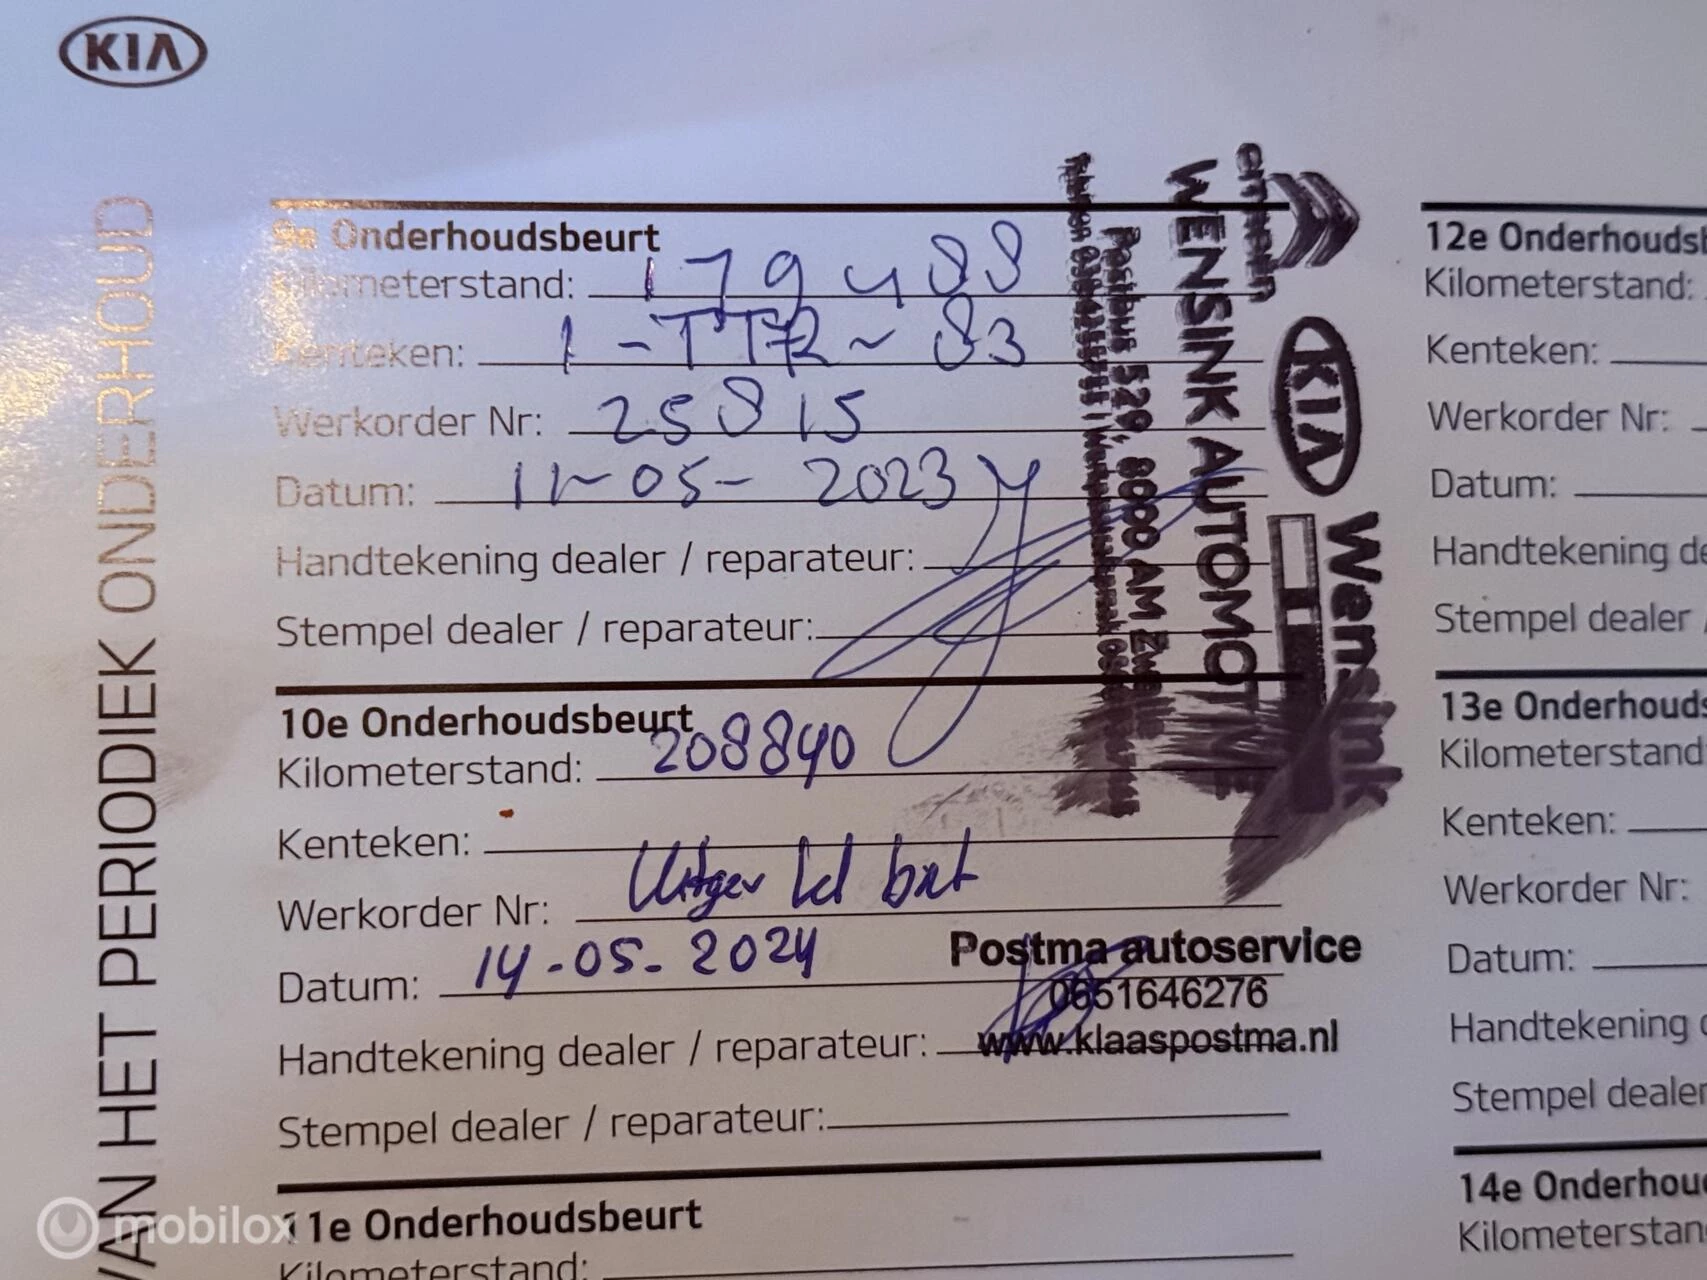 KIA
VAN HET PERIODIEK ONDERHOUD
9e Onderhoudsbeurt
Kilometerstand: 179488
Kenteken: 1-TTR-83
Werkorder Nr: 25815
Datum: 11-05-2023
Handtekening dealer / reparateur:
Stempel dealer / reparateur:
CITROEN
KIA
Wensink
WENSINK AUTOMOTIVE
Postbus 529, 8000 AM
10e Onderhoudsbeurt
Kilometerstand: 208840
Kenteken:
Werkorder Nr:
Datum: 14-05-2024
Handtekening dealer / reparateur:
Stempel dealer / reparateur:
Postma autoservice
0651646276
www.klaaspostma.nl
11e Onderhoudsbeurt
Kilometerstand:
12e Onderhoudsb
Kilometerstand:
Kenteken:
Werkorder Nr:
Datum:
Handtekening de
Stempel dealer /
13e Onderhouds
Kilometerstand
Kenteken:
Werkorder Nr:
Datum:
Handtekening
Stempel dealer
14e Onderhou
Kilometerstan
mobilox